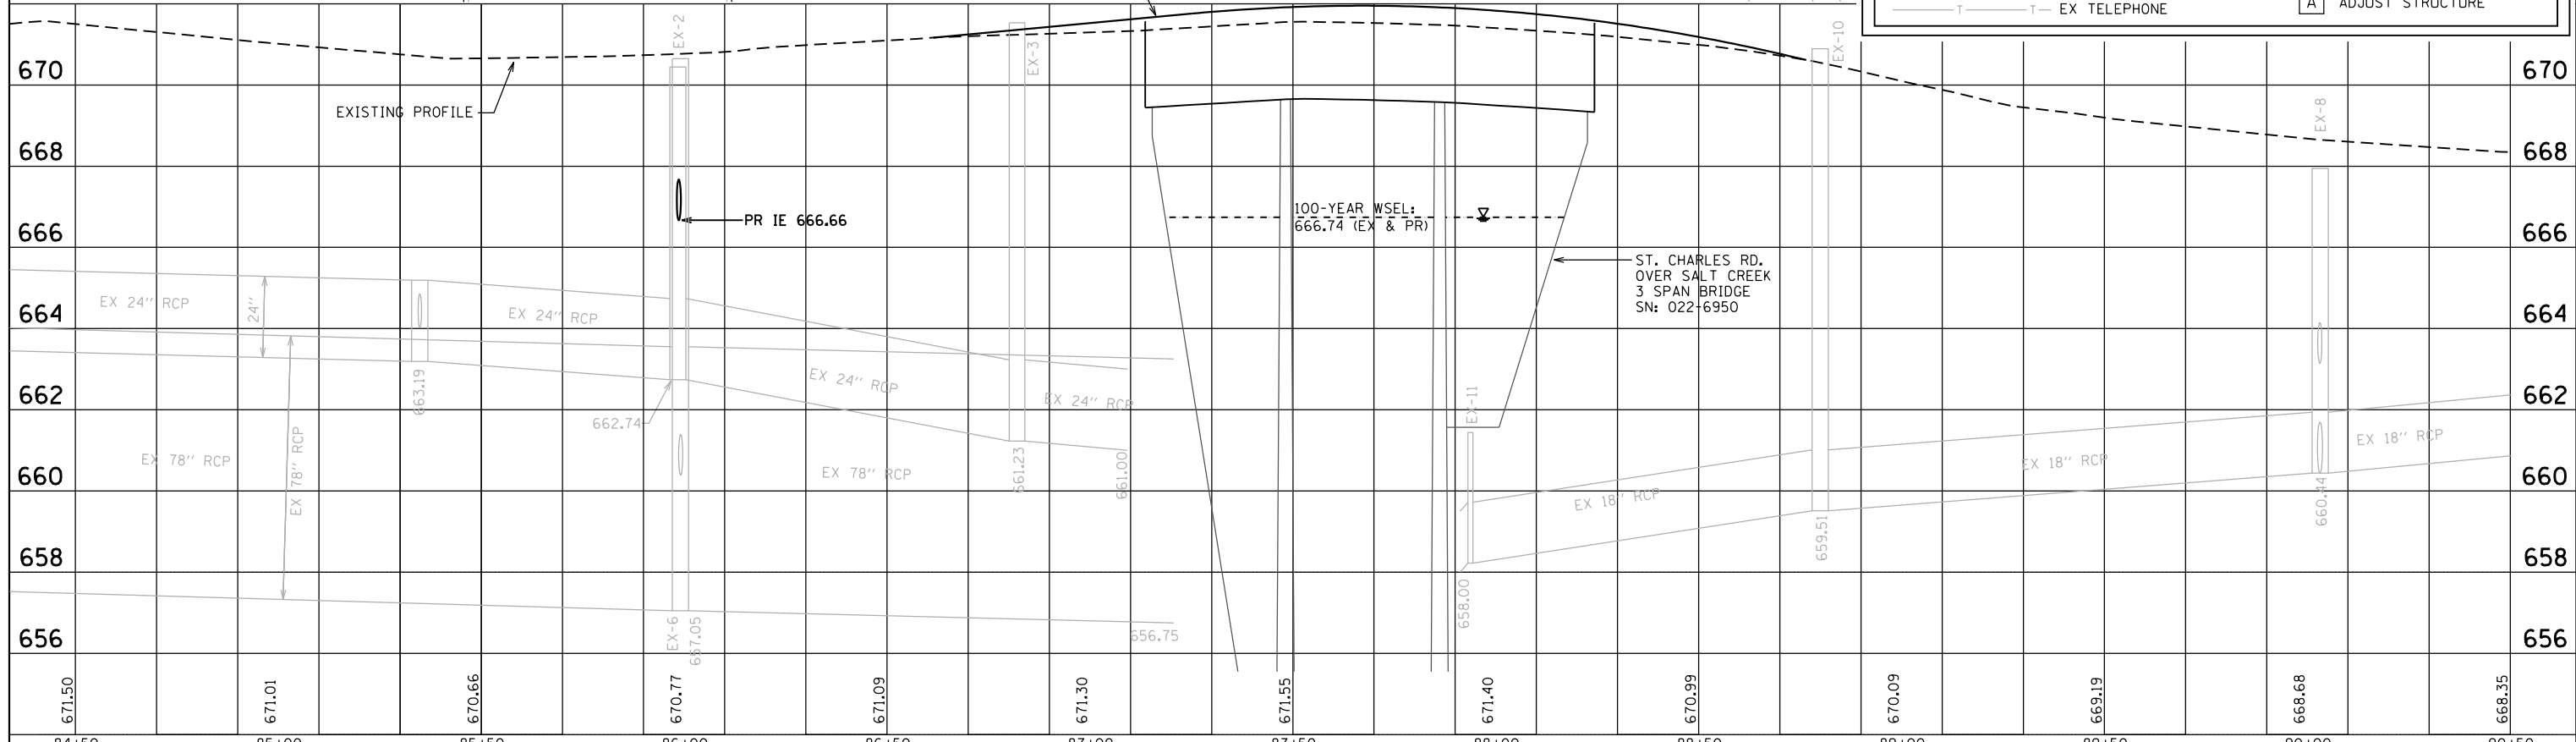 T T EX TELEPHONE
A ADJUST STRUCTURE
EX-2
EX-3
EX-10
EX-8
670
670
EXISTING PROFILE
668
668
PR IE 666.66
100-YEAR WSEL:
666.74 (EX & PR)
666
666
ST. CHARLES RD.
OVER SALT CREEK
3 SPAN BRIDGE
SN: 022-6950
EX 24" RCP
24"
EX 24" RCP
664
664
663.19
EX 24" RCP
EX 24" RCP
662
662
662.74
EX-11
EX 78" RCP
EX 78" RCP
EX 78" RCP
661.23
661.00
EX 18" RCP
EX 18" RCP
EX 18" RCP
660
660
659.51
660.44
658
658
658.00
EX-6
657.05
656.75
656
656
671.50
671.01
670.66
670.77
671.09
671.30
671.55
671.40
670.99
670.09
669.19
668.68
668.35